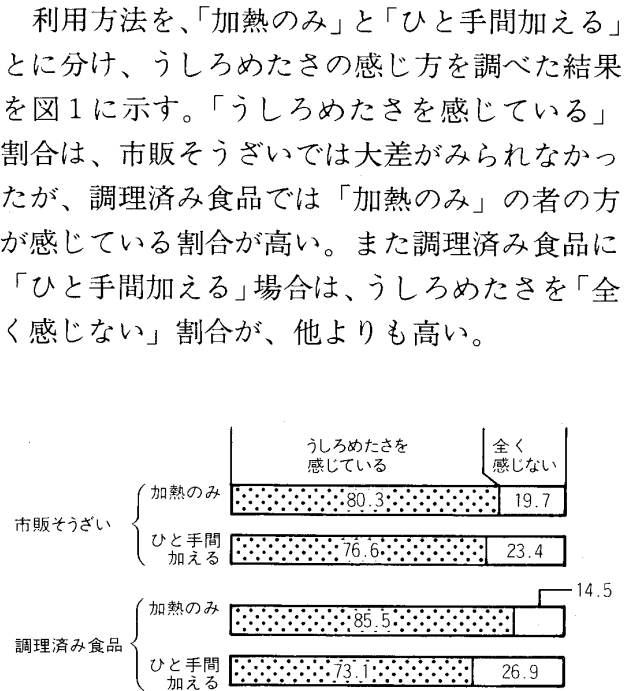 利用方法を、「加熱のみ」と「ひと手間加える」
とに分け、うしろめたさの感じ方を調べた結果
を図1に示す。「うしろめたさを感じている」
割合は、市販そうざいでは大差がみられなかっ
たが、調理済み食品では「加熱のみ」の者の方
が感じている割合が高い。また調理済み食品に
「ひと手間加える」場合は、うしろめたさを「全
く感じない」割合が、他よりも高い。
うしろめたさを
感じている
全く
感じない
市販そうざい
加熱のみ
80.3
19.7
ひと手間
加える
76.6
23.4
調理済み食品
加熱のみ
85.5
14.5
ひと手間
加える
73.1
26.9